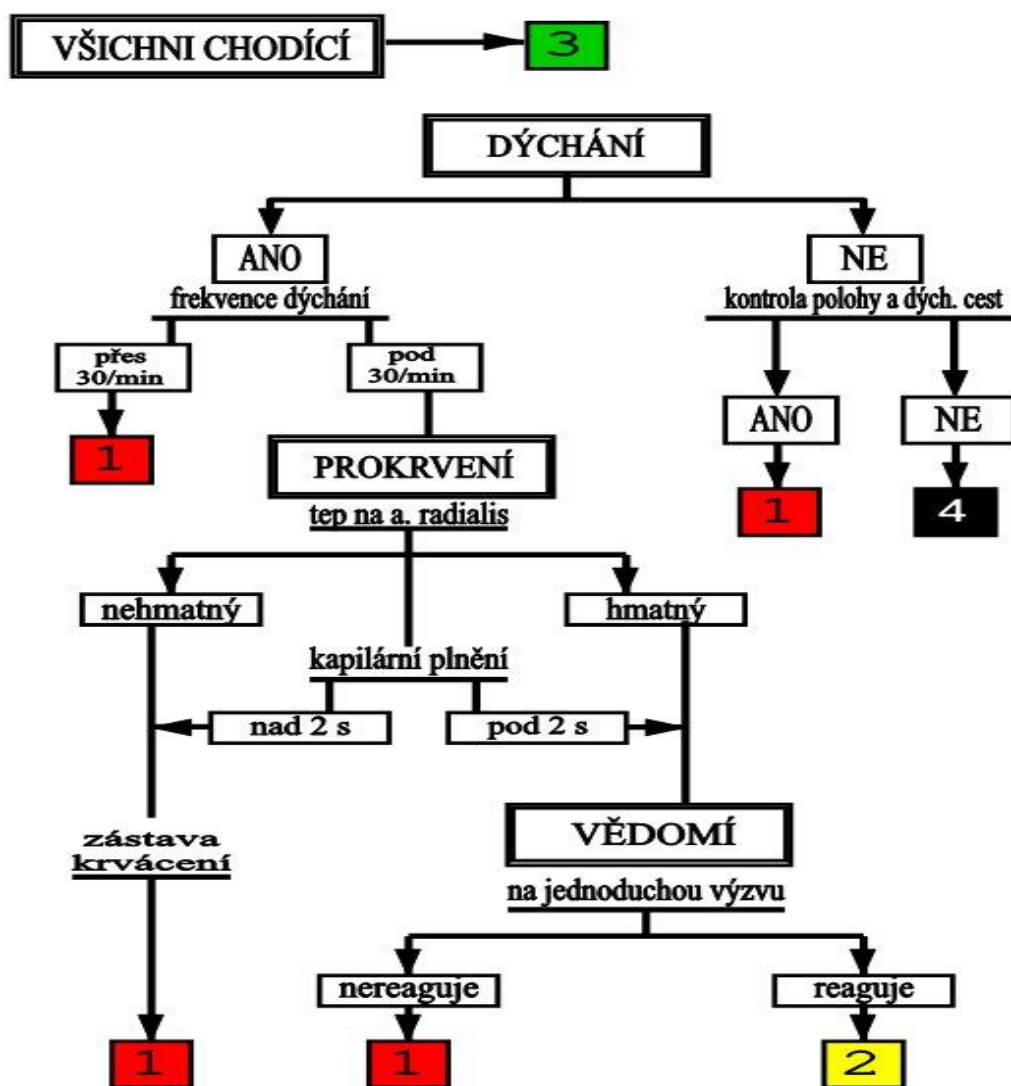 VŠICHNI CHODÍCÍ
3
DÝCHÁNÍ
ANO
NE
frekvence dýchání
kontrola polohy a dých. cest
přes
30/min
pod
30/min
ANO
NE
1
PROKRVENÍ
1
4
tep na a. radialis
nehmatný
hmatný
kapilární plnění
nad 2 s
pod 2 s
zástava
krvácení
VĚDOMÍ
na jednoduchou výzvu
nereaguje
reaguje
1
1
2